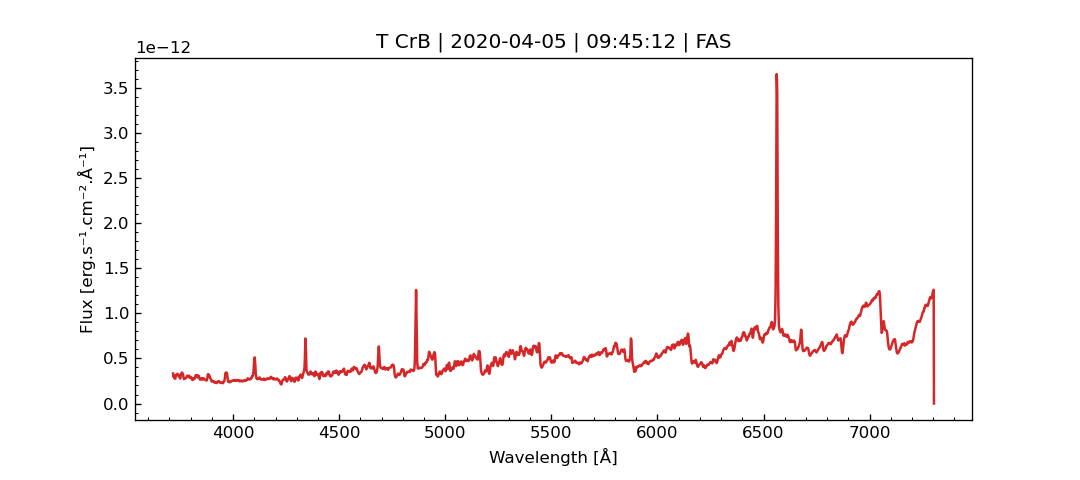 T CrB | 2020-04-05 | 09:45:12 | FAS
1e−12
3.5
3.0
2.5
2.0
1.5
1.0
0.5
0.0
Flux [erg.s⁻¹.cm⁻².Å⁻¹]
4000 4500 5000 5500 6000 6500 7000
Wavelength [Å]